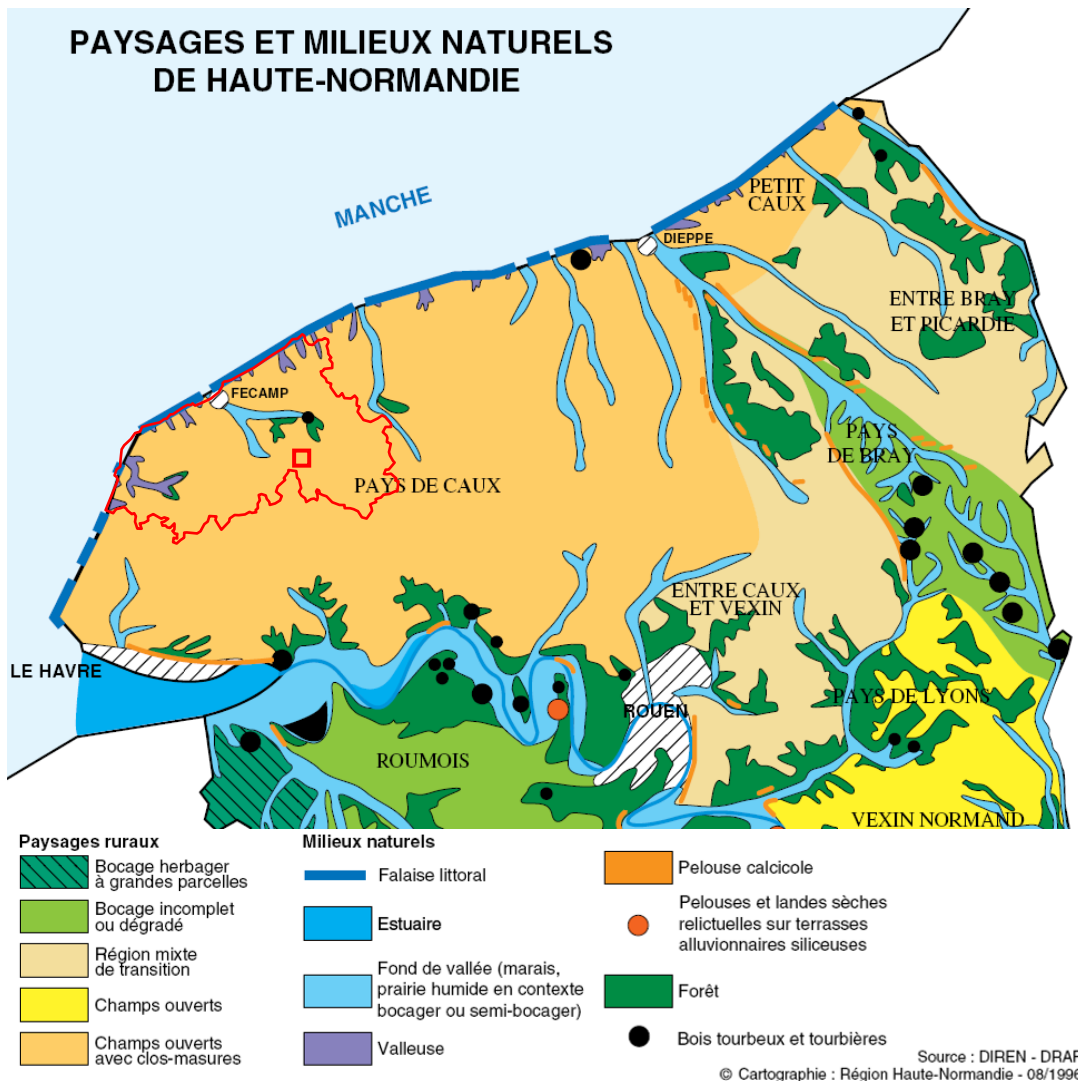 PAYSAGES ET MILIEUX NATURELS
DE HAUTE-NORMANDIE
MANCHE
PETIT
CAUX
DIEPPE
ENTRE BRAY
ET PICARDIE
FECAMP
PAYS
DE BRAY
PAYS DE CAUX
ENTRE CAUX
ET VEXIN
LE HAVRE
PAYS DE LYONS
ROUEN
ROUMOIS
VEXIN NORMAND
Paysages ruraux
Bocage herbager
à grandes parcelles
Bocage incomplet
ou dégradé
Région mixte
de transition
Champs ouverts
Champs ouverts
avec clos-masures
Milieux naturels
Falaise littoral
Estuaire
Fond de vallée (marais,
prairie humide en contexte
bocager ou semi-bocager)
Valleuse
Pelouse calcicole
Pelouses et landes sèches
relictuelles sur terrasses
alluvionnaires siliceuses
Forêt
Bois tourbeux et tourbières
Source : DIREN - DRAF
© Cartographie : Région Haute-Normandie - 08/1996